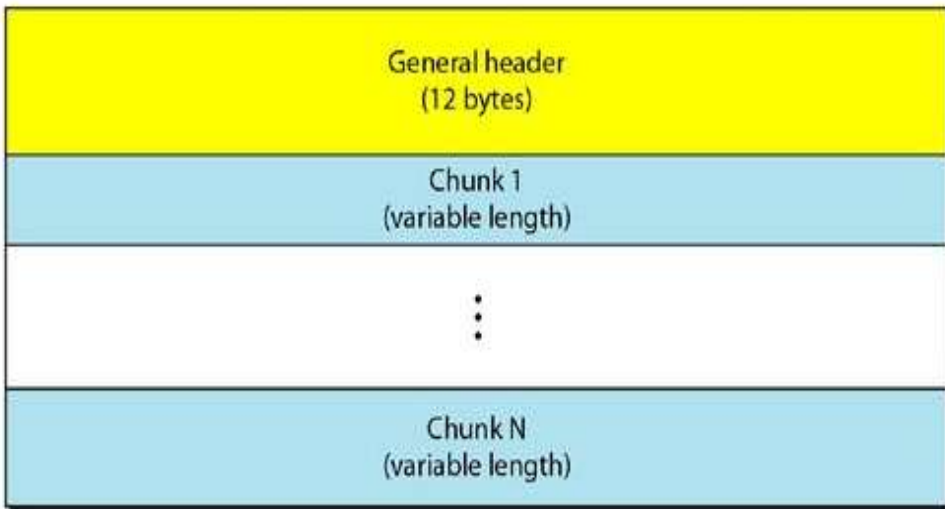 General header
(12 bytes)
Chunk 1
(variable length)
Chunk N
(variable length)